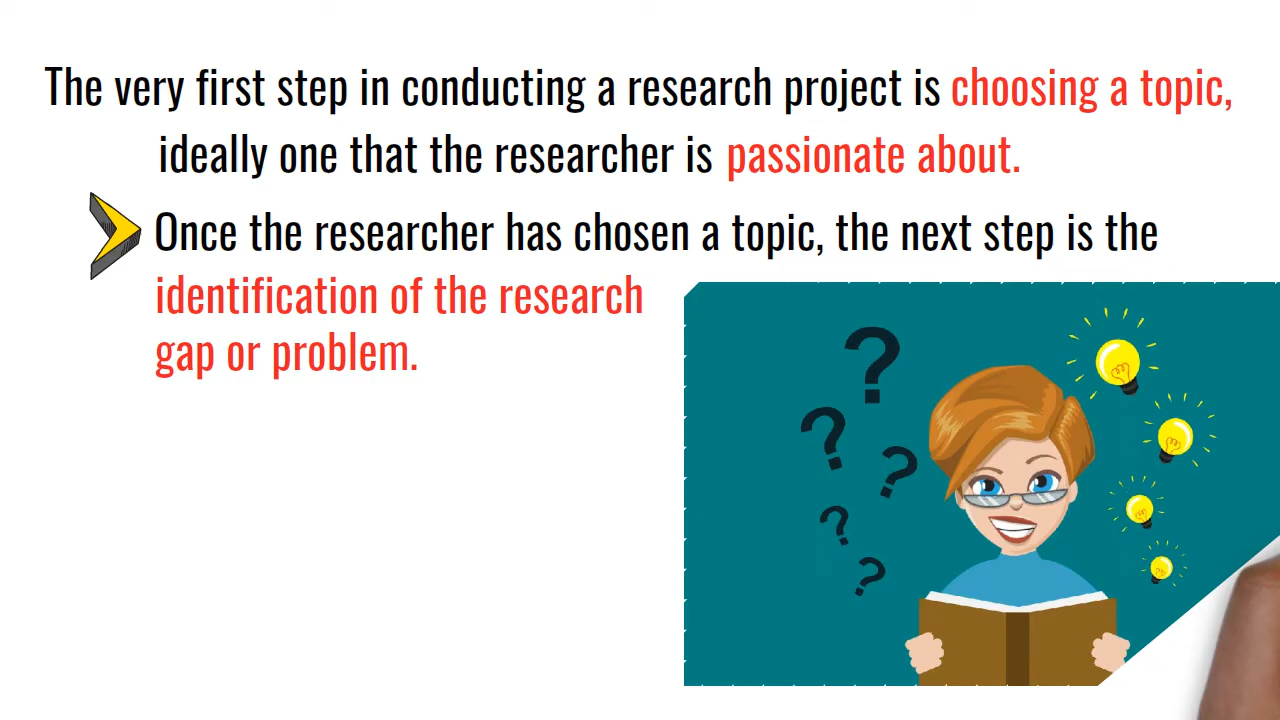 The very first step in conducting a research project is choosing a topic,
ideally one that the researcher is passionate about.
Once the researcher has chosen a topic, the next step is the
identification of the research
gap or problem.
? 
?
?
?
?